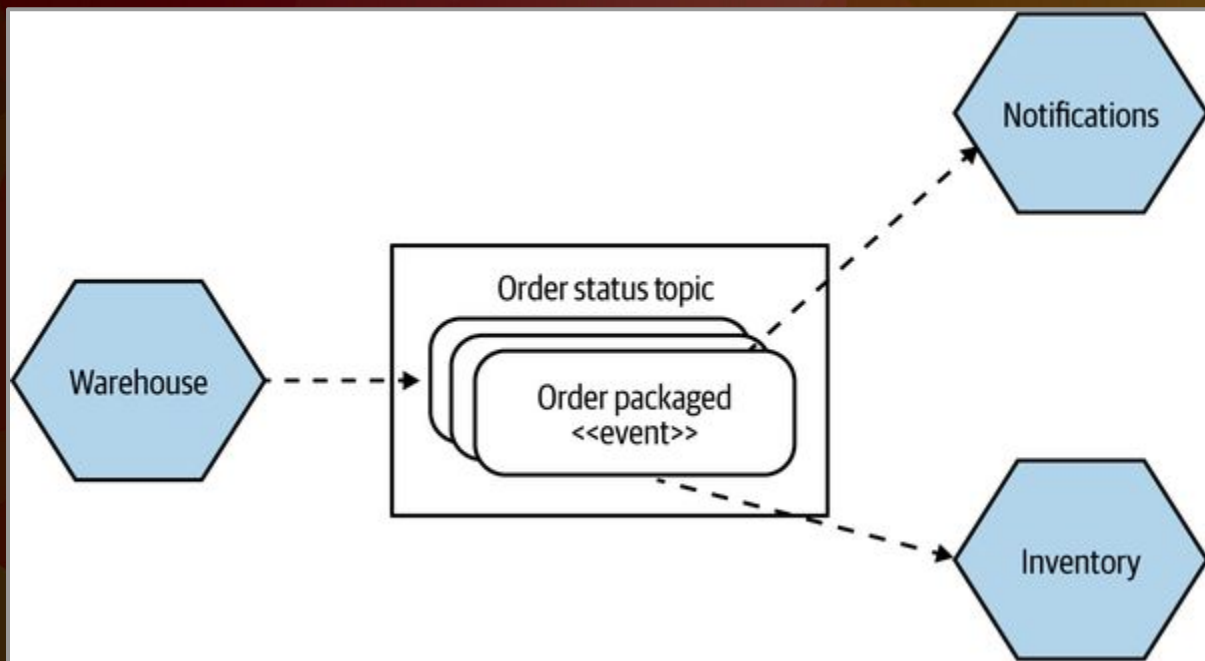 Notifications
Order status topic
Warehouse
Order packaged
<<event>>
Inventory